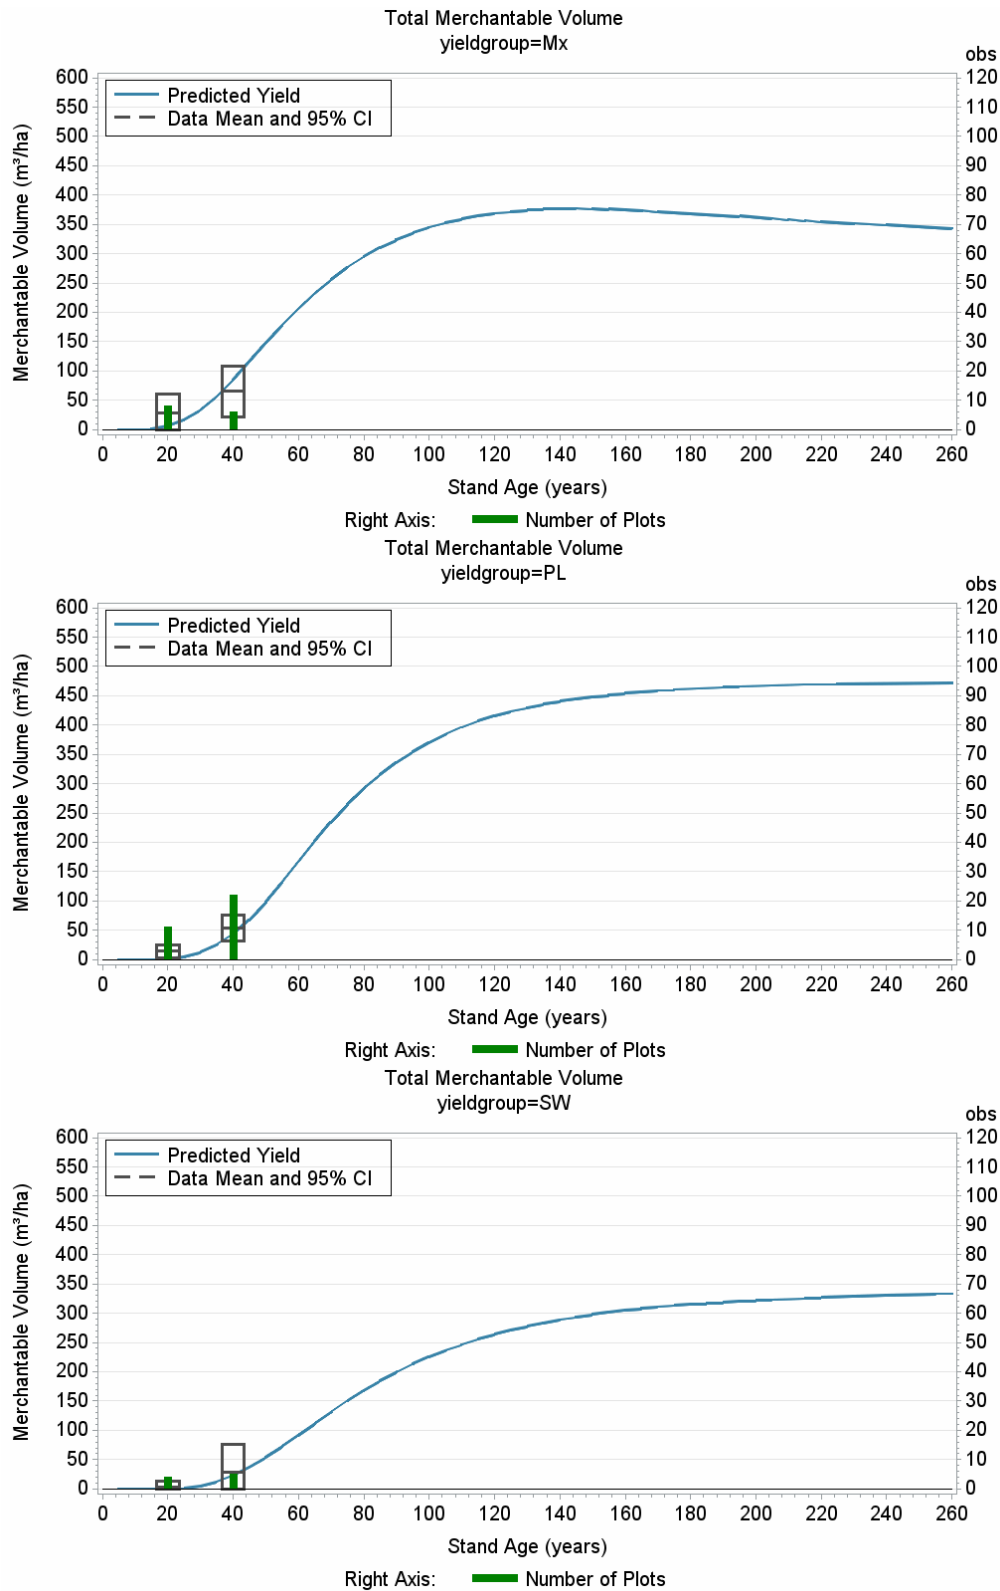 Total Merchantable Volume
yieldgroup=Mx
obs
Merchantable Volume (m³/ha)
600
550
500
450
400
350
300
250
200
150
100
50
0
Predicted Yield
Data Mean and 95% CI
120
110
100
90
80
70
60
50
40
30
20
10
0
0 20 40 60 80 100 120 140 160 180 200 220 240 260
Stand Age (years)
Right Axis: Number of Plots
Total Merchantable Volume
yieldgroup=PL
obs
Merchantable Volume (m³/ha)
600
550
500
450
400
350
300
250
200
150
100
50
0
Predicted Yield
Data Mean and 95% CI
120
110
100
90
80
70
60
50
40
30
20
10
0
0 20 40 60 80 100 120 140 160 180 200 220 240 260
Stand Age (years)
Right Axis: Number of Plots
Total Merchantable Volume
yieldgroup=SW
obs
Merchantable Volume (m³/ha)
600
550
500
450
400
350
300
250
200
150
100
50
0
Predicted Yield
Data Mean and 95% CI
120
110
100
90
80
70
60
50
40
30
20
10
0
0 20 40 60 80 100 120 140 160 180 200 220 240 260
Stand Age (years)
Right Axis: Number of Plots